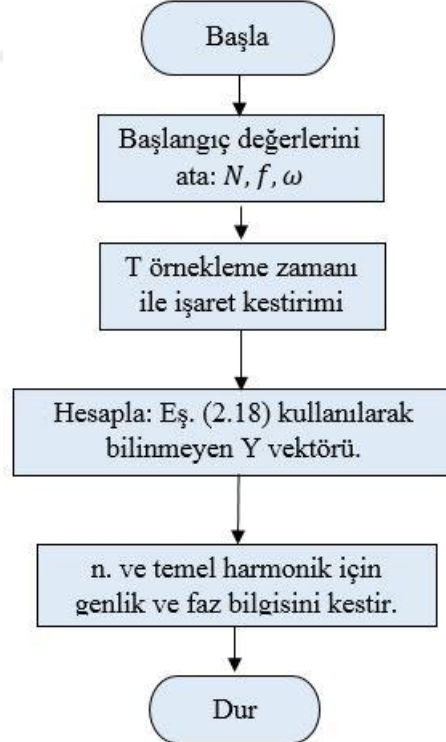 Başla
Başlangıç değerlerini
ata: N, f, ω
T örnekleme zamanı
ile işaret kestirimi
Hesapla: Eş. (2.18) kullanılarak
bilinmeyen Y vektörü.
n. ve temel harmonik için
genlik ve faz bilgisini kestir.
Dur